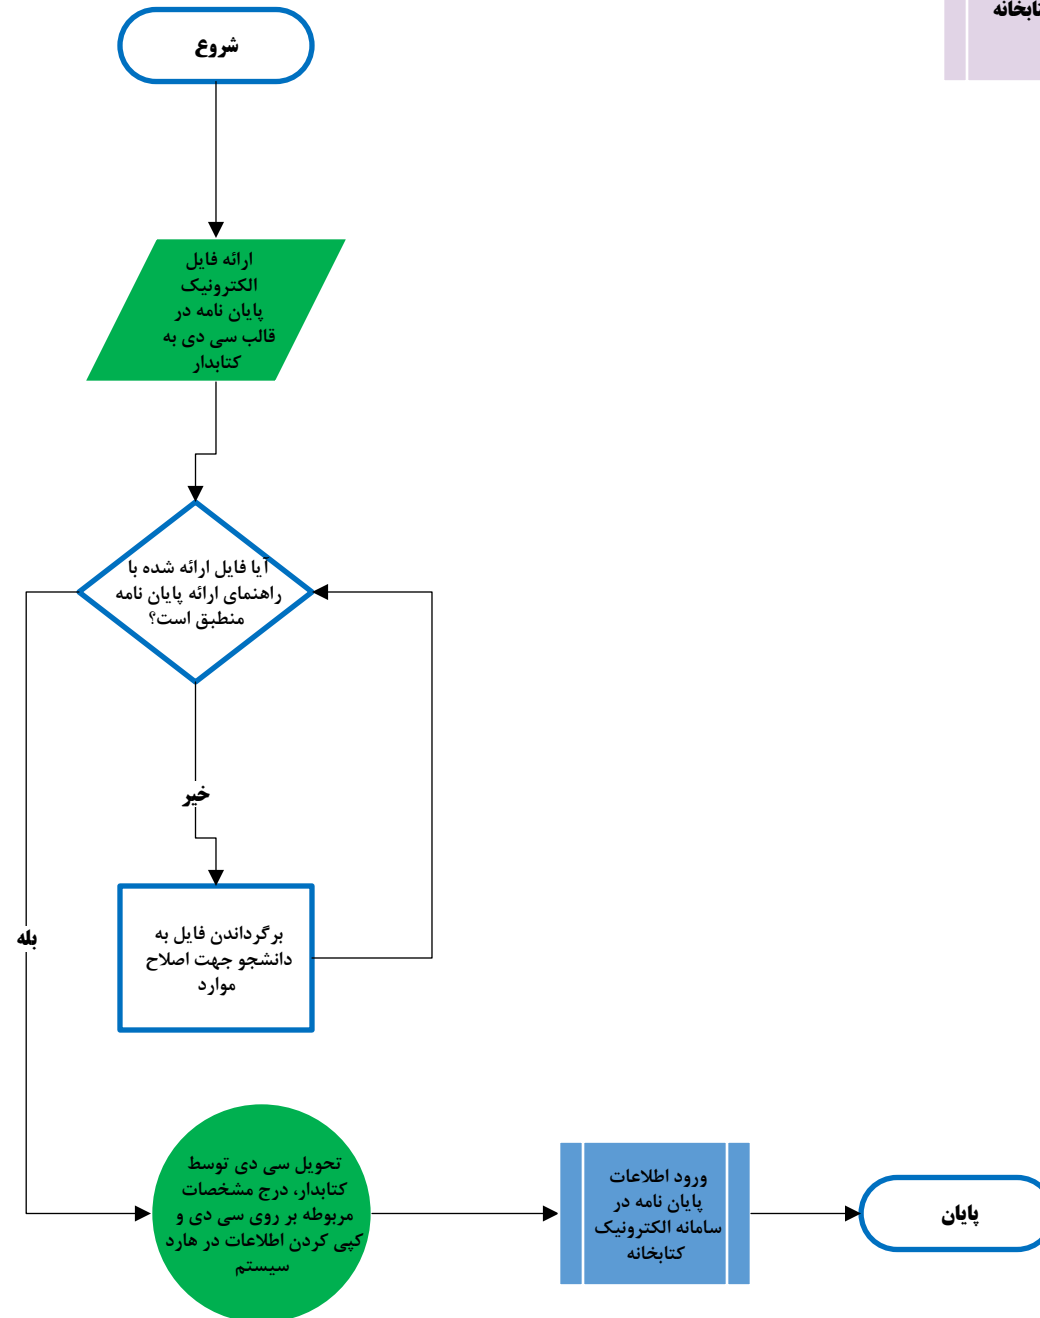 شروع
ارائه فایل
الکترونیک
پایان نامه در
قالب سی دی به
کتابدار
آیا فایل ارائه شده با
راهنمای ارائه پایان نامه
منطبق است؟
خیر
برگرداندن فایل به
دانشجو جهت اصلاح
موارد
بله
تحویل سی دی توسط
کتابدار، درج مشخصات
مربوطه بر روی سی دی و
کپی کردن اطلاعات در هارد
سیستم
ورود اطلاعات
پایان نامه در
سامانه الکترونیک
کتابخانه
پایان